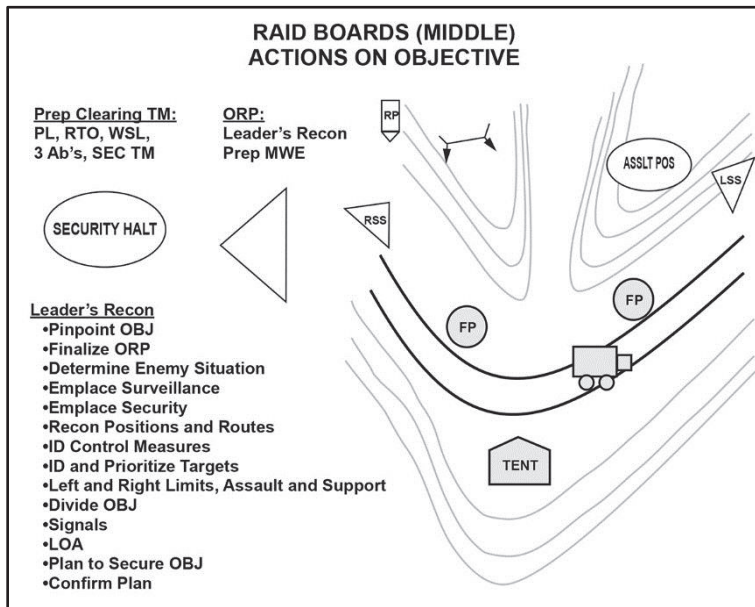 RAID BOARDS (MIDDLE)
ACTIONS ON OBJECTIVE
Prep Clearing TM:
PL, RTO, WSL,
3 Ab's, SEC TM
ORP:
Leader's Recon
Prep MWE
RP
ASSLT POS
LSS
SECURITY HALT
RSS
FP
FP
TENT
Leader's Recon
•Pinpoint OBJ
•Finalize ORP
•Determine Enemy Situation
•Emplace Surveillance
•Emplace Security
•Recon Positions and Routes
•ID Control Measures
•ID and Prioritize Targets
•Left and Right Limits, Assault and Support
•Divide OBJ
•Signals
•LOA
•Plan to Secure OBJ
•Confirm Plan